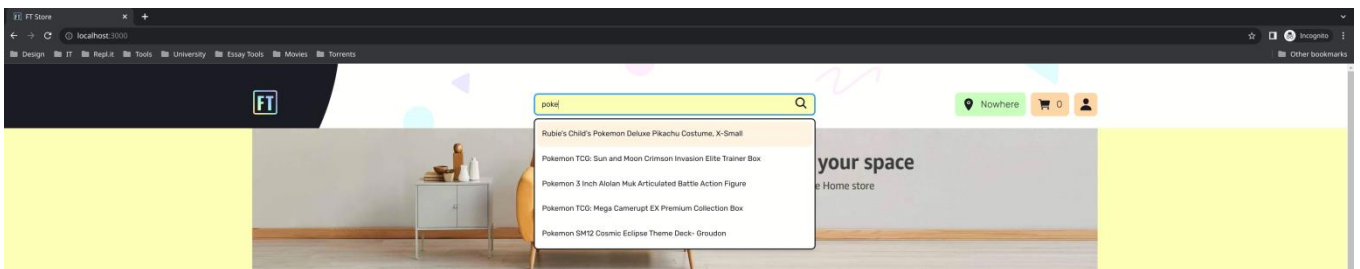 FT FT Store
localhost:3000
Incognito
Design IT Repl.it Tools University Essay Tools Movies Torrents Other bookmarks
FT
poke
Nowhere 0
Rubie's Child's Pokemon Deluxe Pikachu Costume, X-Small
Pokemon TCG: Sun and Moon Crimson Invasion Elite Trainer Box
your space
Pokemon 3 Inch Alolan Muk Articulated Battle Action Figure
e Home store
Pokemon TCG: Mega Camerupt EX Premium Collection Box
Pokemon SM12 Cosmic Eclipse Theme Deck- Groudon